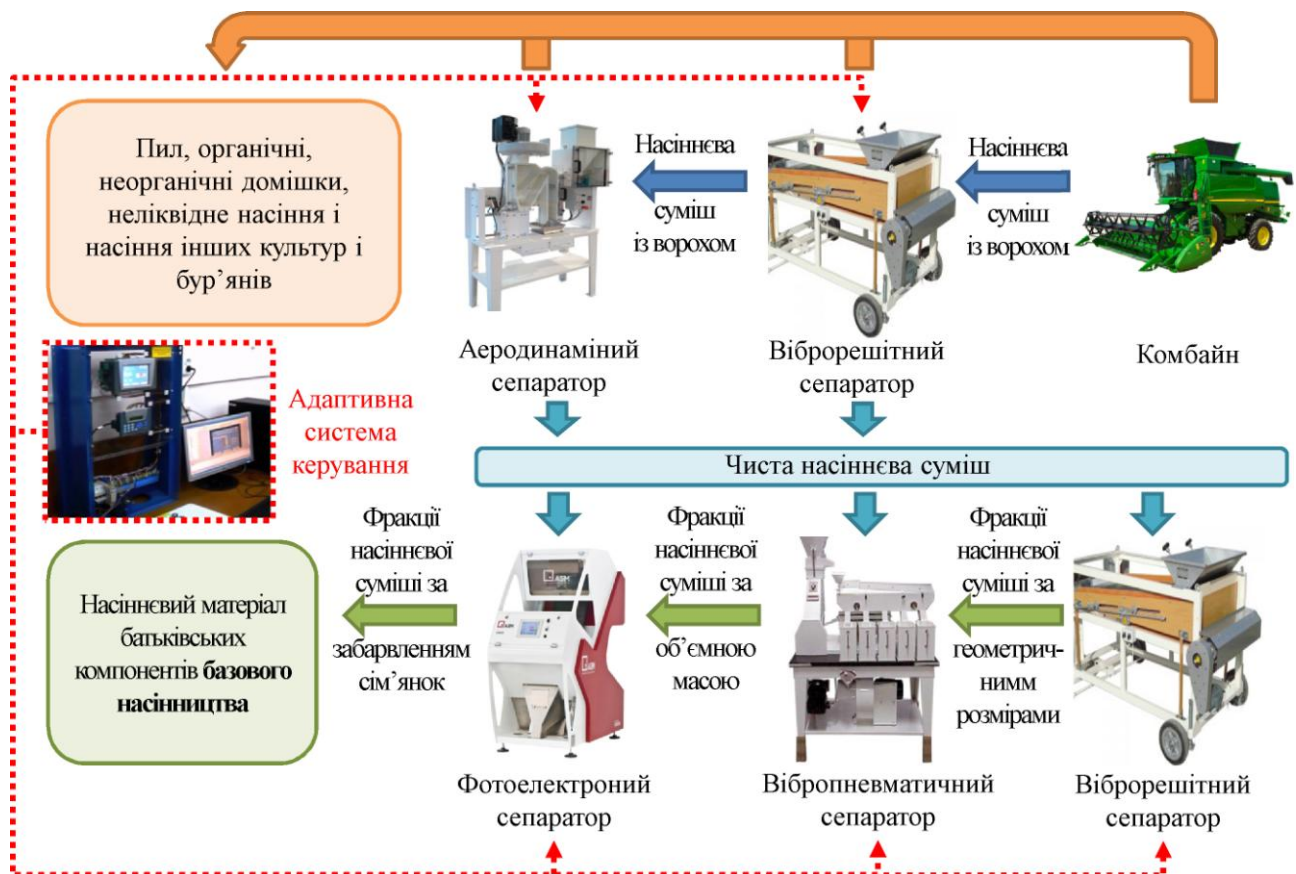 Пил, органічні,
неорганічні домішки,
неліквідне насіння і
насіння інших культур і
бур’янів
Насіннєва
суміш
із ворохом
Насіннєва
суміш
із ворохом
Аеродинаміний
сепаратор
Віброрешітний
сепаратор
Комбайн
Адаптивна
система
керування
Чиста насіннєва суміш
Насіннєвий матеріал
батьківських
компонентів базового
насінництва
Фракції
насіннєвої
суміші за
забарвленням
сім’янок
Фракції
насіннєвої
суміші за
об’ємною
масою
Фракції
насіннєвої
суміші за
геометрич-
нимм
розмірами
Фотоелектроний
сепаратор
Вібропневматичний
сепаратор
Віброрешітний
сепаратор